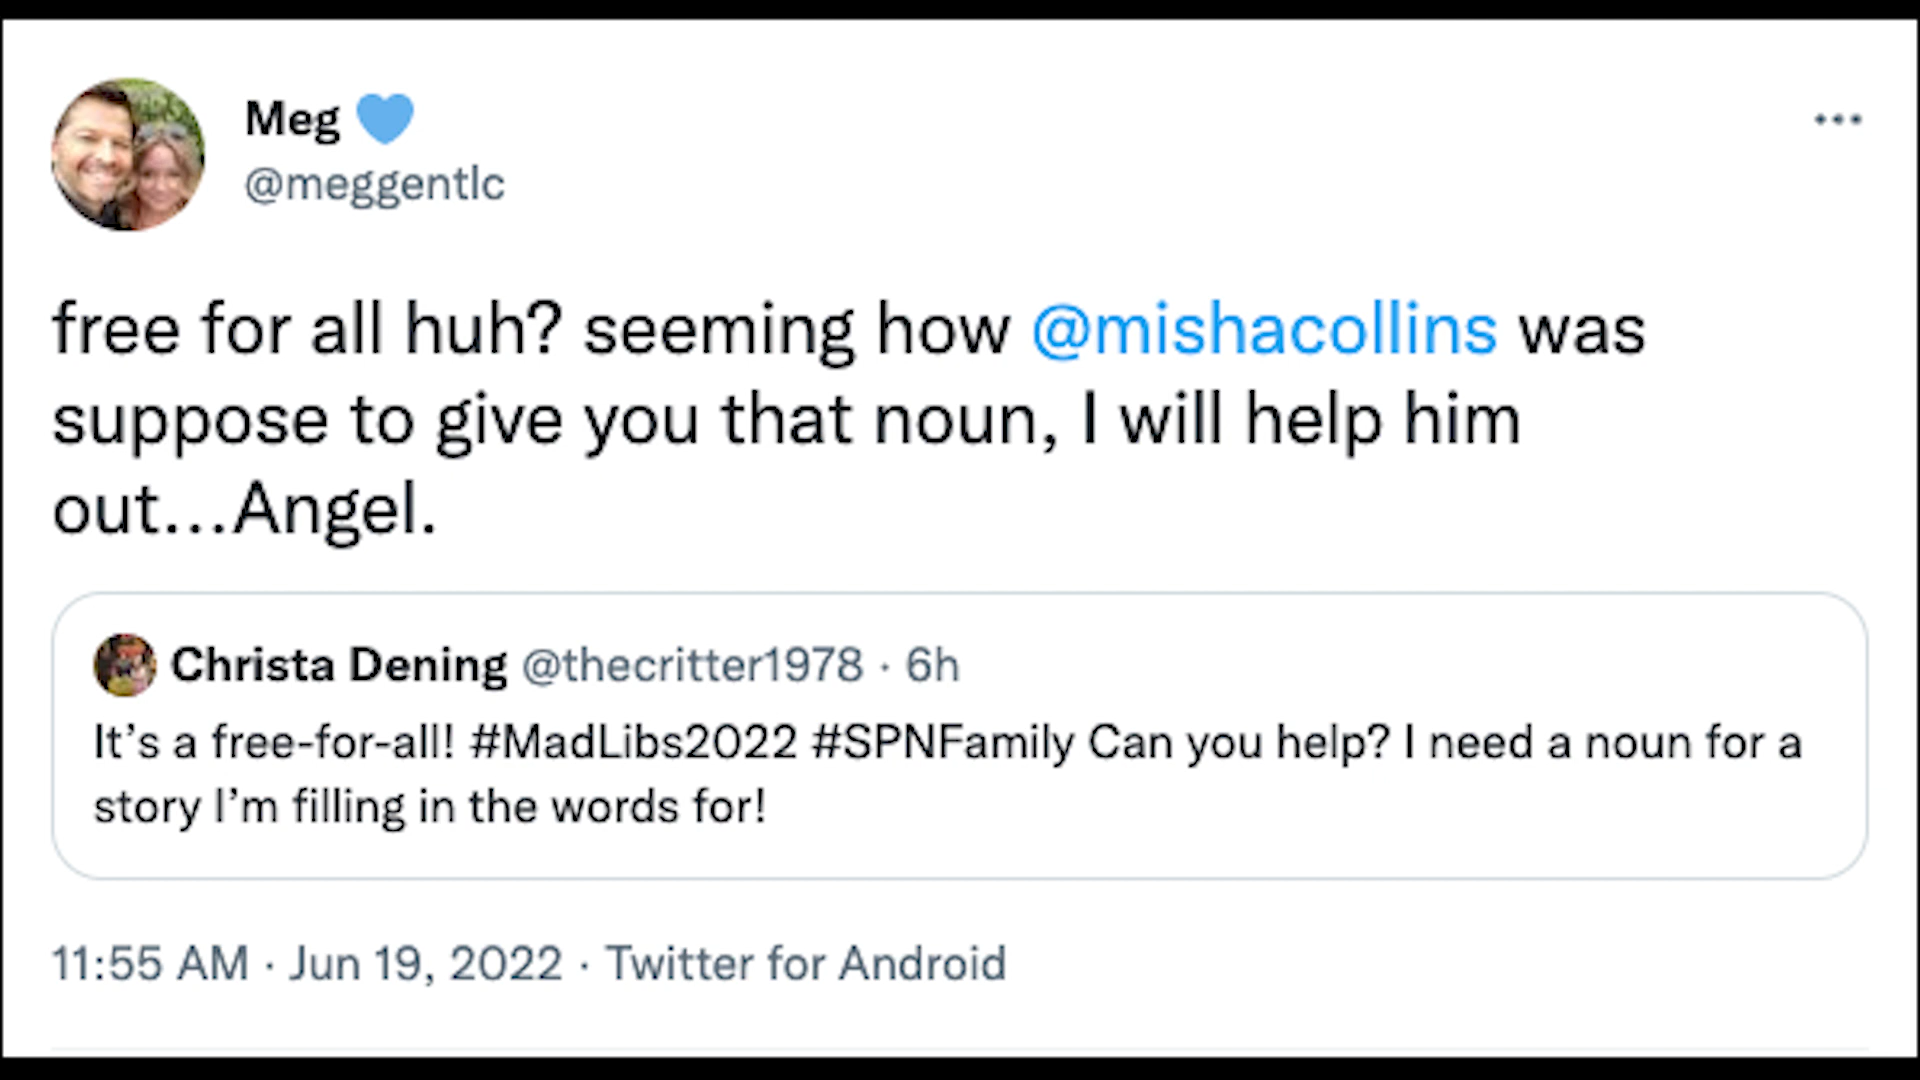 Meg 💙
@meggentlc
free for all huh? seeming how @mishacollins was
suppose to give you that noun, I will help him
out...Angel.
Christa Dening @thecritter1978 · 6h
It’s a free-for-all! #MadLibs2022 #SPNFamily Can you help? I need a noun for a
story I’m filling in the words for!
11:55 AM · Jun 19, 2022 · Twitter for Android